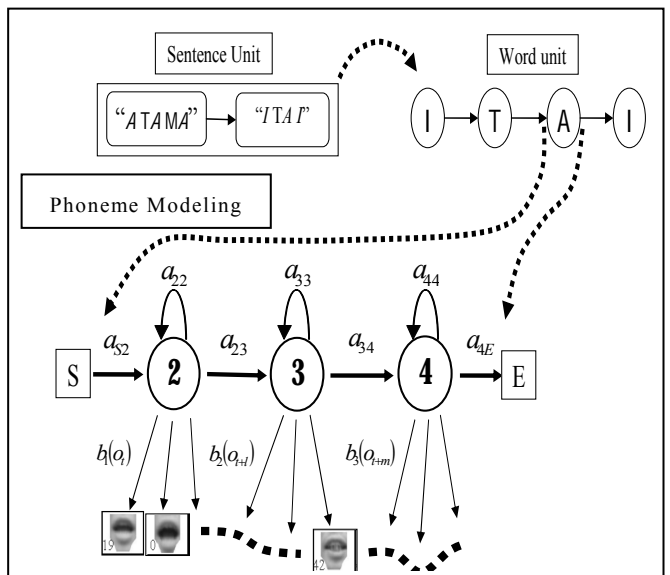 Sentence Unit
Word unit
“ATAMA”
“ITAI”
I T A I
Phoneme Modeling
a22 a33 a44
aS2 a23 a34 a4E
S 2 3 4 E
b1(ot) b2(ot+l) b3(ot+m)
19 0
42